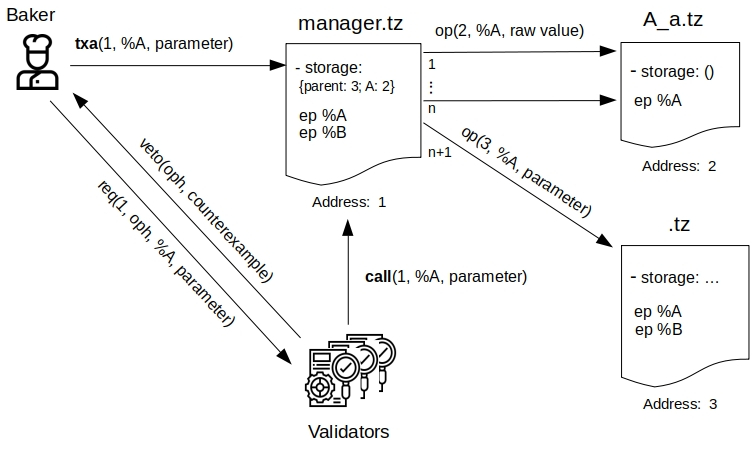 Baker
txa(1, %A, parameter)
manager.tz
- storage:
{parent: 3; A: 2}
ep %A
ep %B
Address: 1
op(2, %A, raw value)
1
⋮
n
n+1
op(3, %A, parameter)
A_a.tz
- storage: ()
ep %A
Address: 2
.tz
- storage: …
ep %A
ep %B
Address: 3
veto(oph, counterexample)
req(1, oph, %A, parameter)
call(1, %A, parameter)
Validators